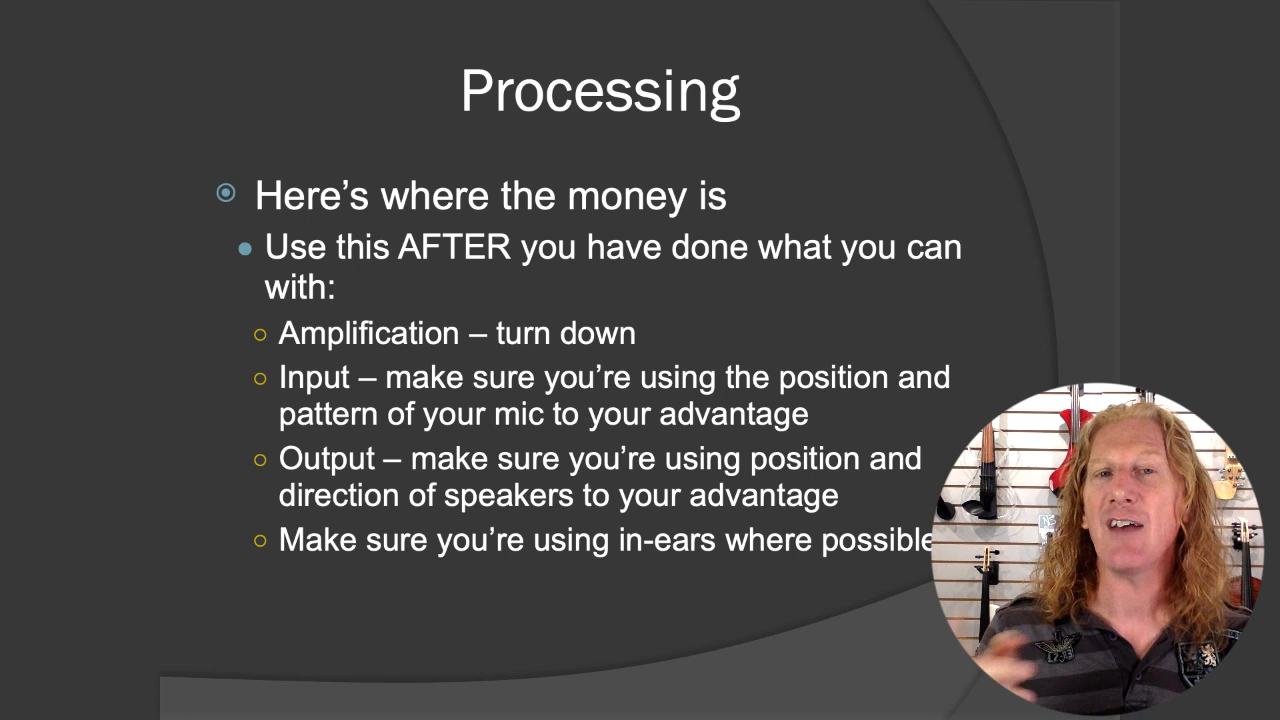 Processing
Here’s where the money is
Use this AFTER you have done what you can
with:
Amplification – turn down
Input – make sure you’re using the position and
pattern of your mic to your advantage
Output – make sure you’re using position and
direction of speakers to your advantage
Make sure you’re using in-ears where possible
NS